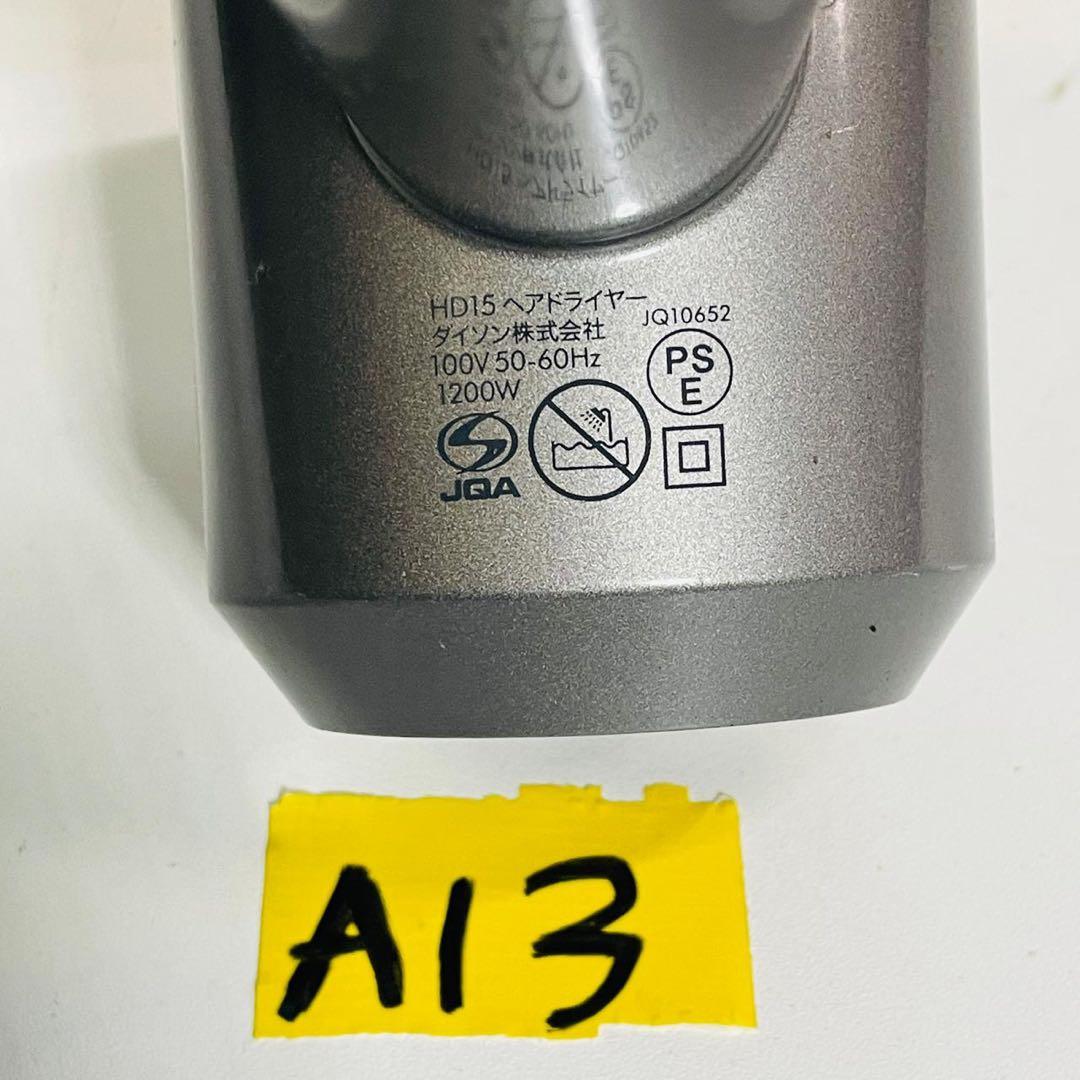 HD15 ヘアドライヤー
JQ10652
ダイソン株式会社
100V 50-60Hz
1200W
PS
E
JQA
A13